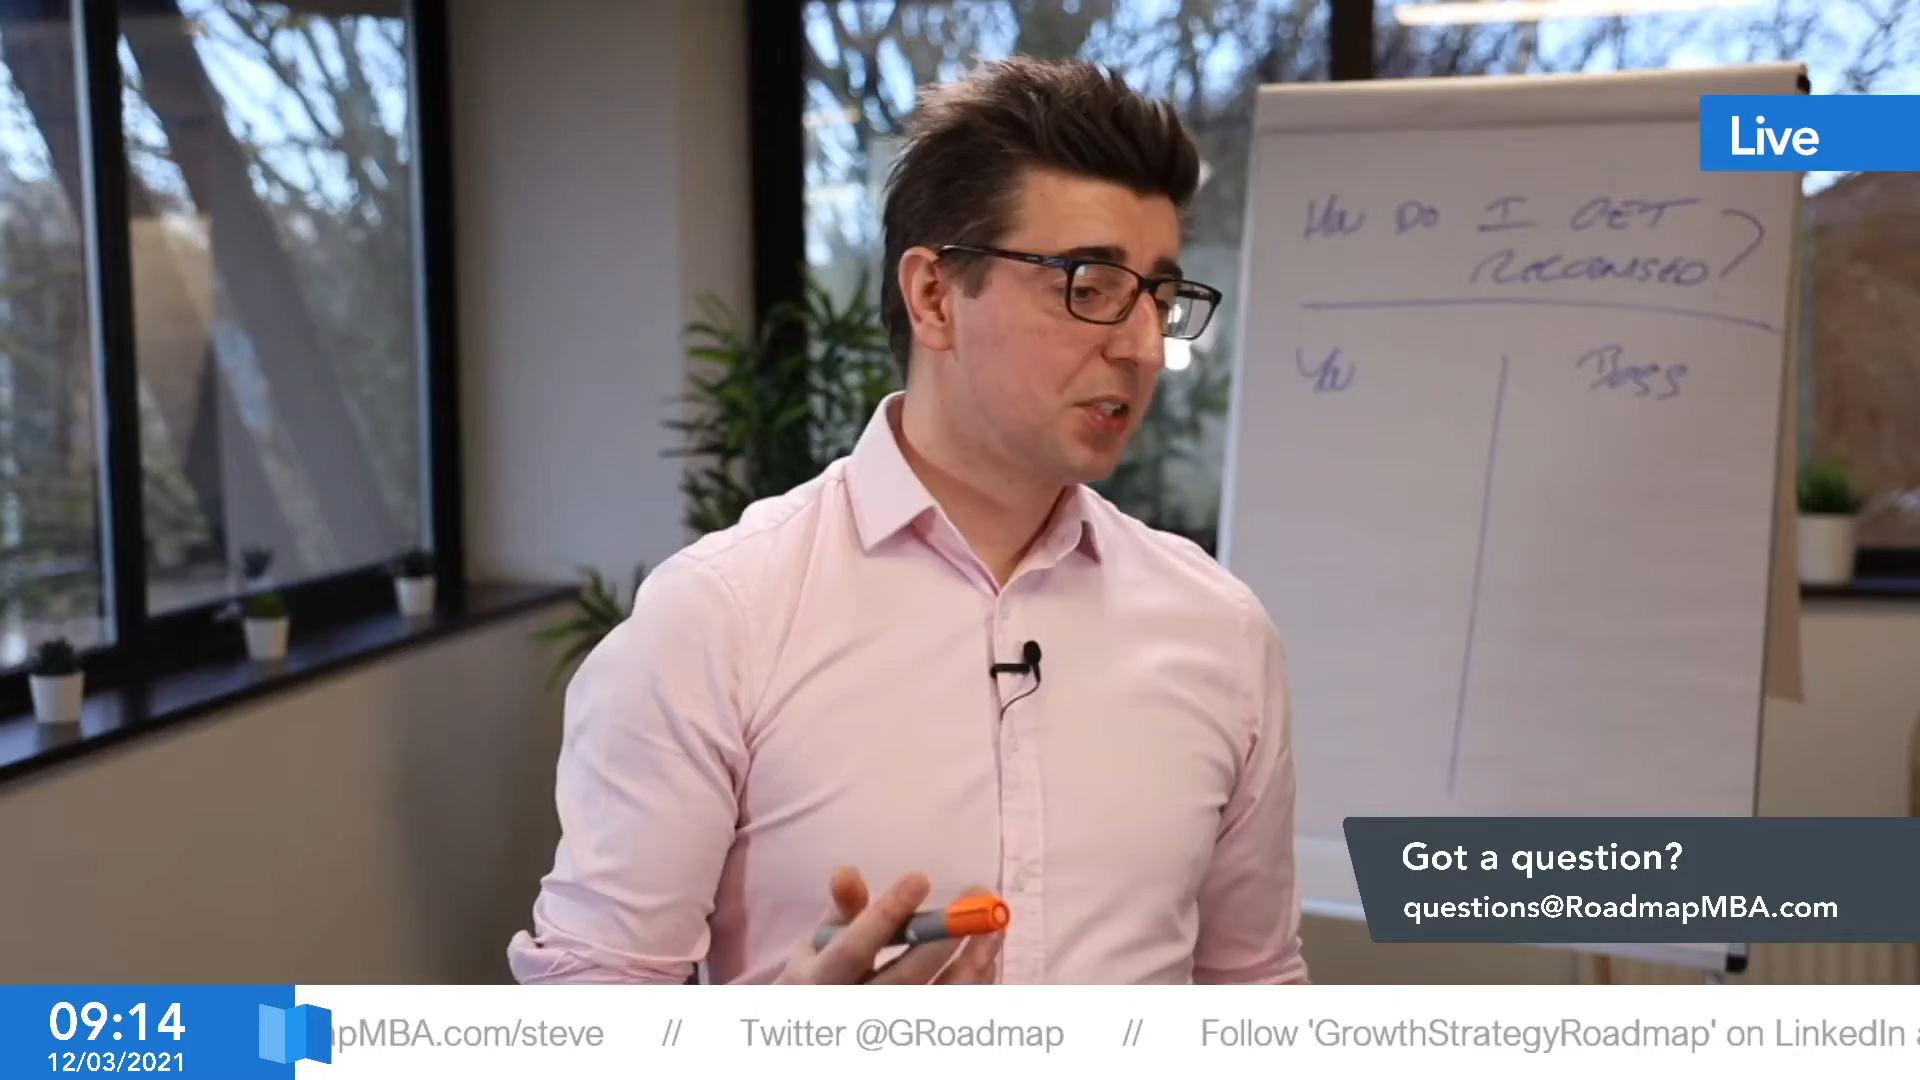 Live
How DO I GET
RECOGNISED?
You
Boss
Got a question?
questions@RoadmapMBA.com
09:14
12/03/2021
pMBA.com/steve // Twitter @GRoadmap // Follow 'GrowthStrategyRoadmap' on LinkedIn